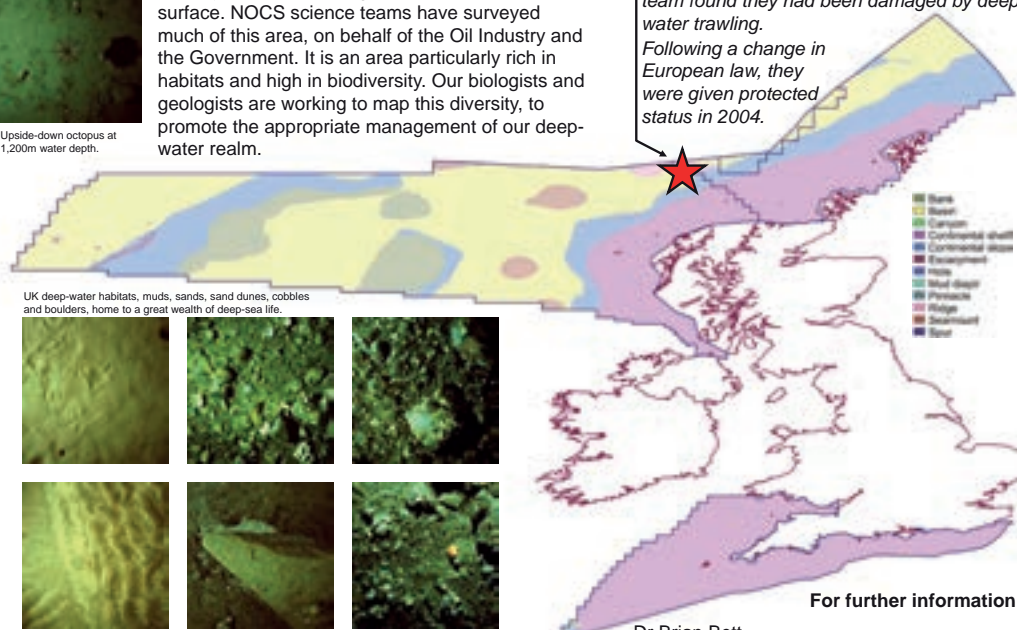 surface. NOCS science teams have surveyed
much of this area, on behalf of the Oil Industry and
the Government. It is an area particularly rich in
habitats and high in biodiversity. Our biologists and
geologists are working to map this diversity, to
promote the appropriate management of our deep-
water realm.
Upside-down octopus at
1,200m water depth.
team found they had been damaged by deep
water trawling.
Following a change in
European law, they
were given protected
status in 2004.
Bank
Basin
Canyon
Continental shelf
Continental slope
Escarpment
Hole
Mud diapir
Pinnacle
Ridge
Seamount
Spur
UK deep-water habitats, muds, sands, sand dunes, cobbles
and boulders, home to a great wealth of deep-sea life.
For further information
Dr Brian Bett